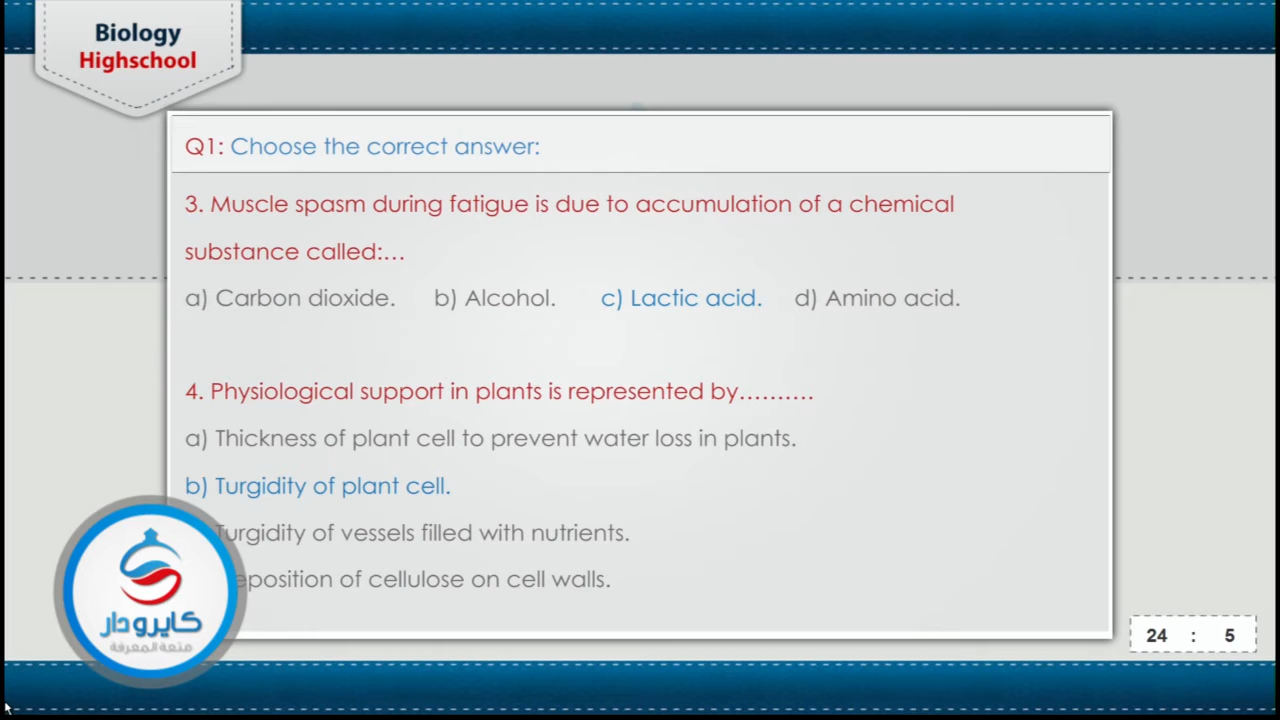 Biology
Highschool
Q1: Choose the correct answer:
3. Muscle spasm during fatigue is due to accumulation of a chemical
substance called:...
a) Carbon dioxide. b) Alcohol. c) Lactic acid. d) Amino acid.
4. Physiological support in plants is represented by..........
a) Thickness of plant cell to prevent water loss in plants.
b) Turgidity of plant cell.
Turgidity of vessels filled with nutrients.
eposition of cellulose on cell walls.
كايرودار
متعة المعرفة
24 : 5